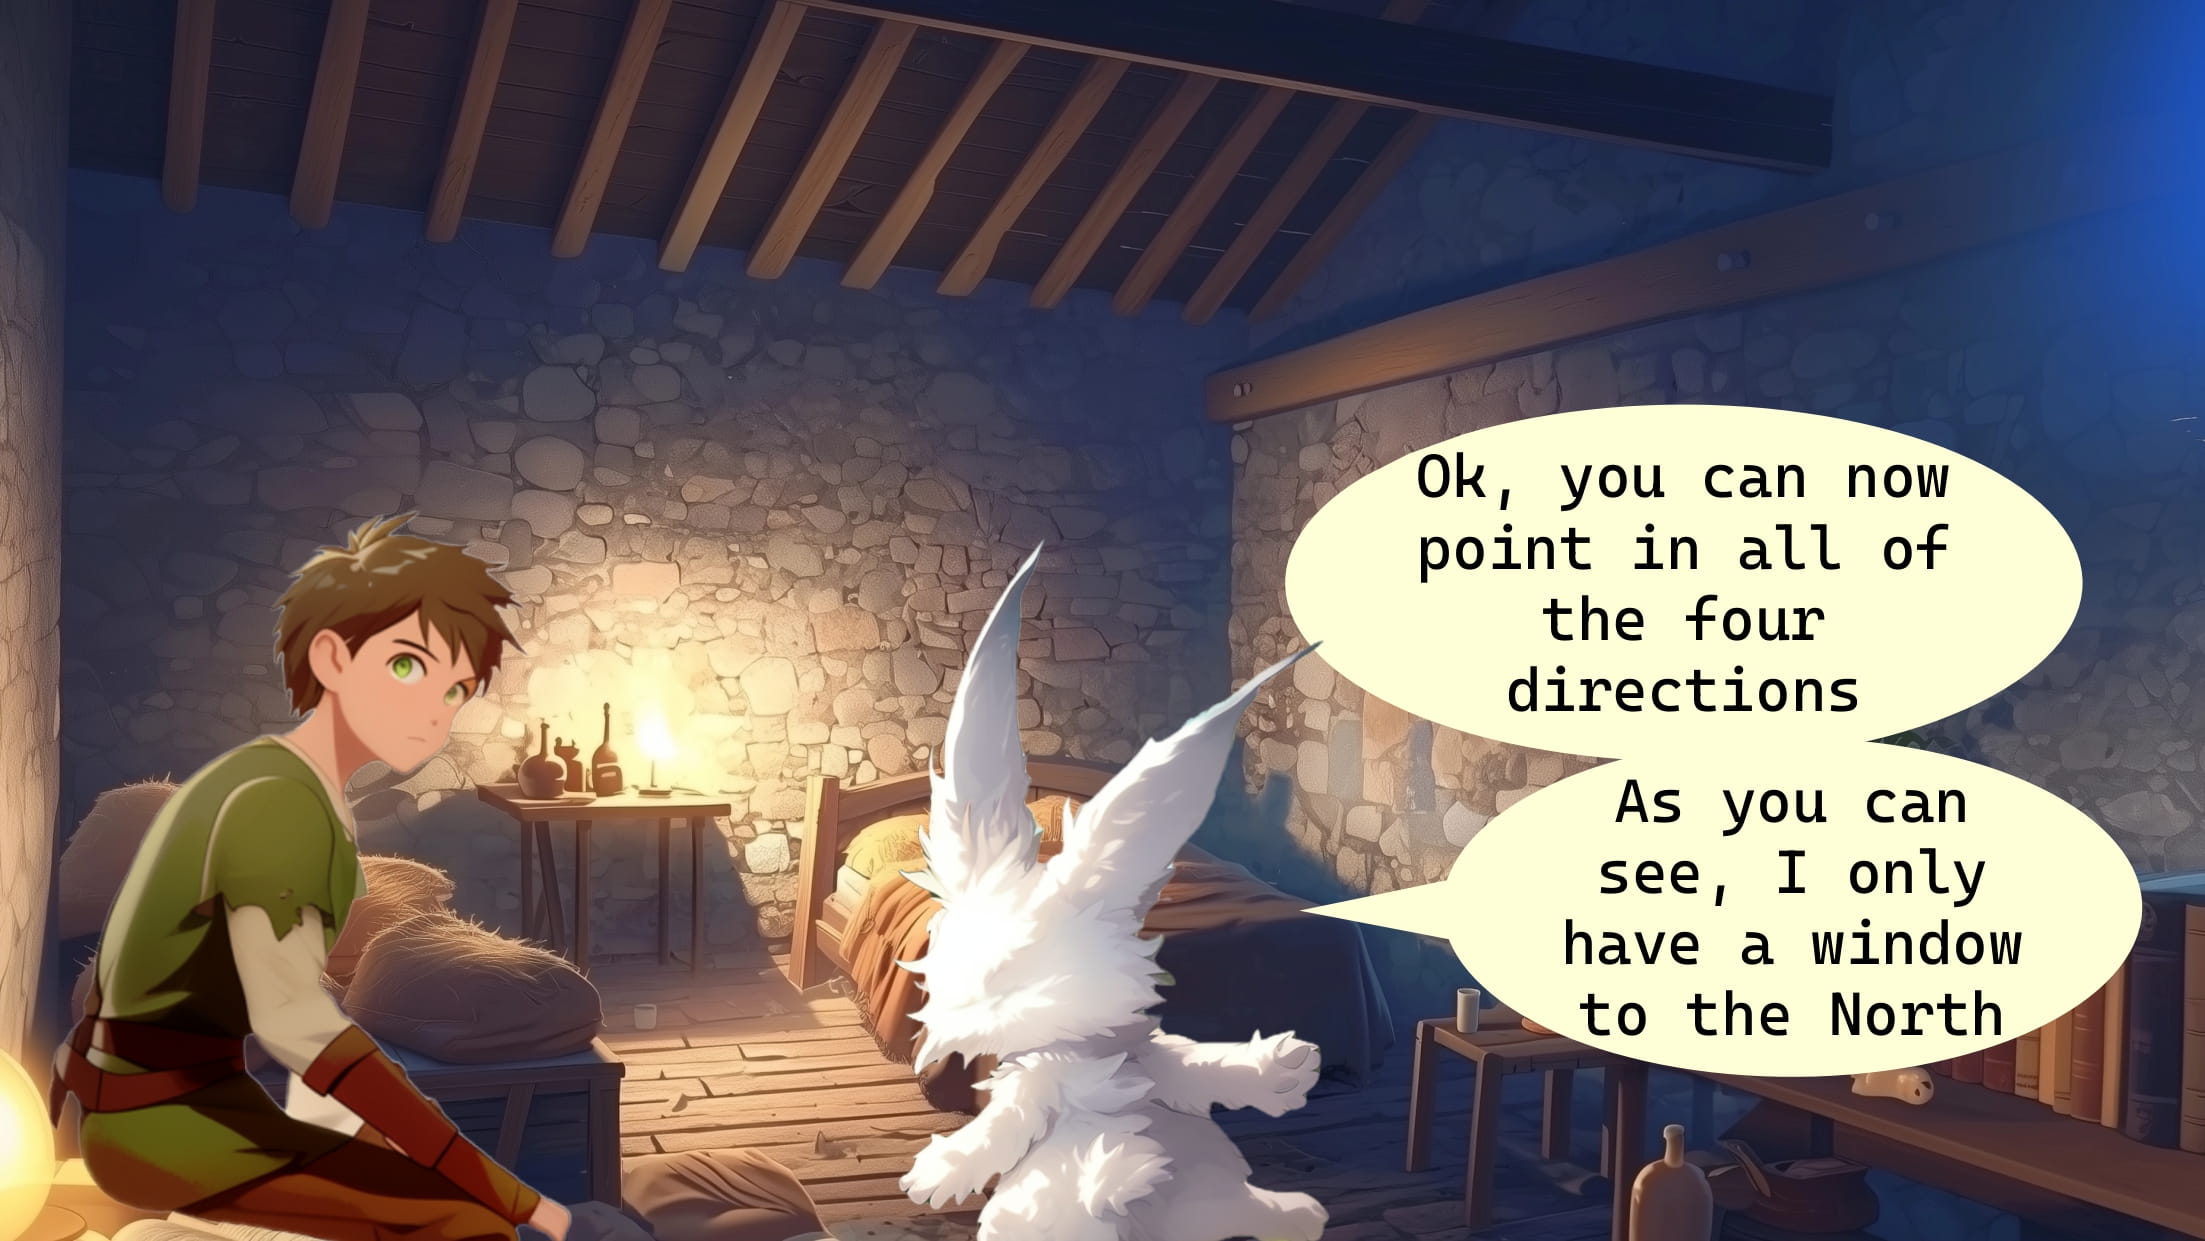 Ok, you can now
point in all of
the four
directions
As you can
see, I only
have a window
to the North